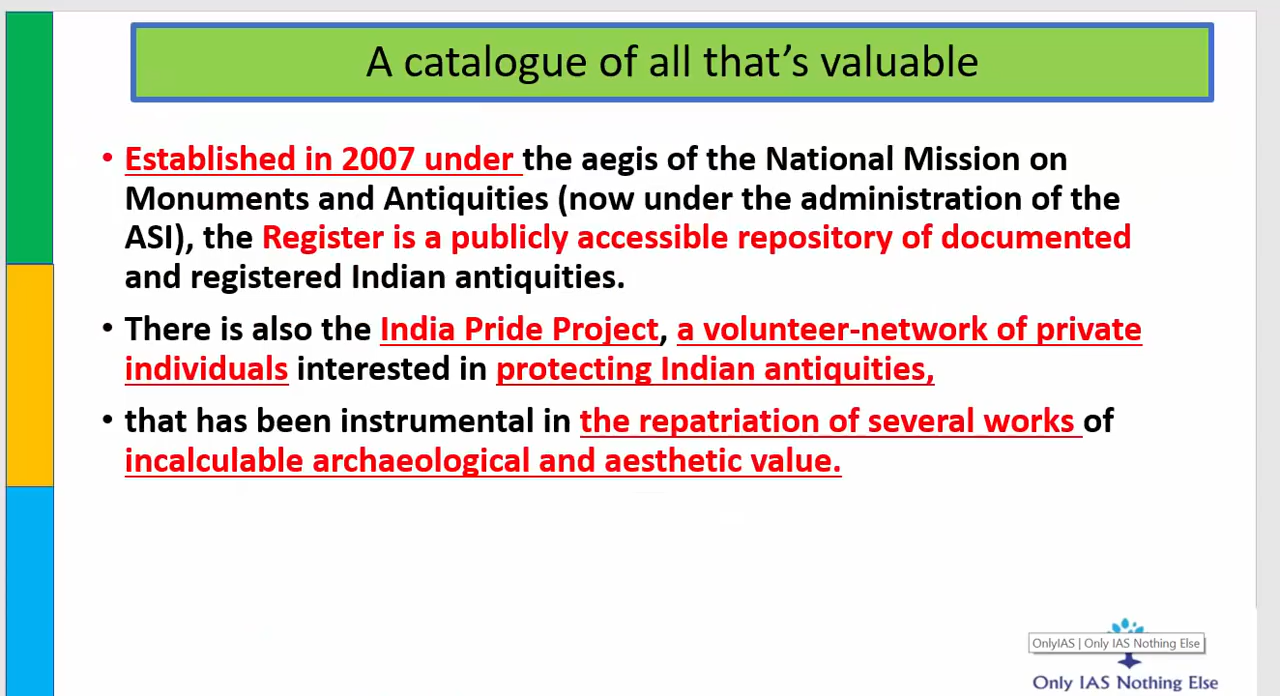 A catalogue of all that's valuable
• Established in 2007 under the aegis of the National Mission on
Monuments and Antiquities (now under the administration of the
ASI), the Register is a publicly accessible repository of documented
and registered Indian antiquities.
• There is also the India Pride Project, a volunteer-network of private
individuals interested in protecting Indian antiquities,
• that has been instrumental in the repatriation of several works of
incalculable archaeological and aesthetic value.
OnlyIAS | Only IAS Nothing Else
Only IAS Nothing Else